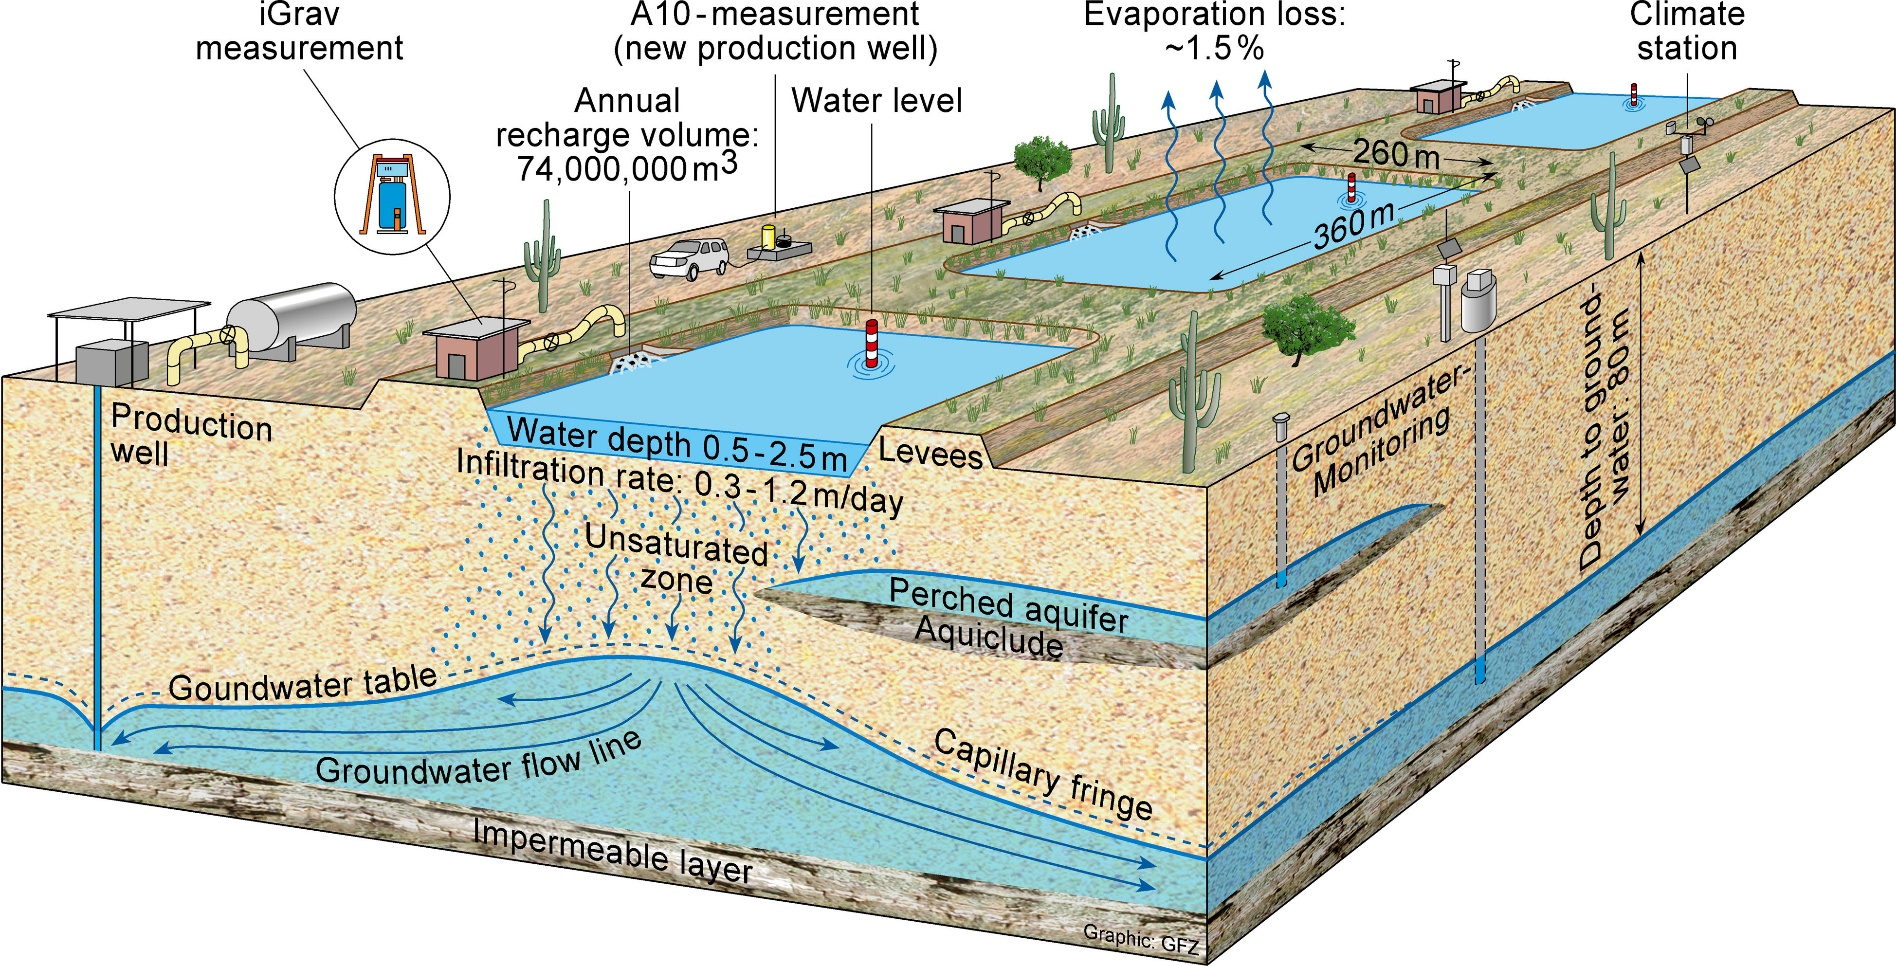 iGrav
measurement
A10-measurement
(new production well)
Evaporation loss:
~1.5%
Climate
station
Annual
recharge volume:
74,000,000m3
Water level
260m
360m
Production
well
Water depth 0.5-2.5m
Levees
Infiltration rate: 0.3-1.2m/day
Unsaturated
zone
Perched aquifer
Aquiclude
Groundwater-
Monitoring
Depth to ground-
water: 80m
Goundwater table
Groundwater flow line
Capillary fringe
Impermeable layer
Graphic: GFZ